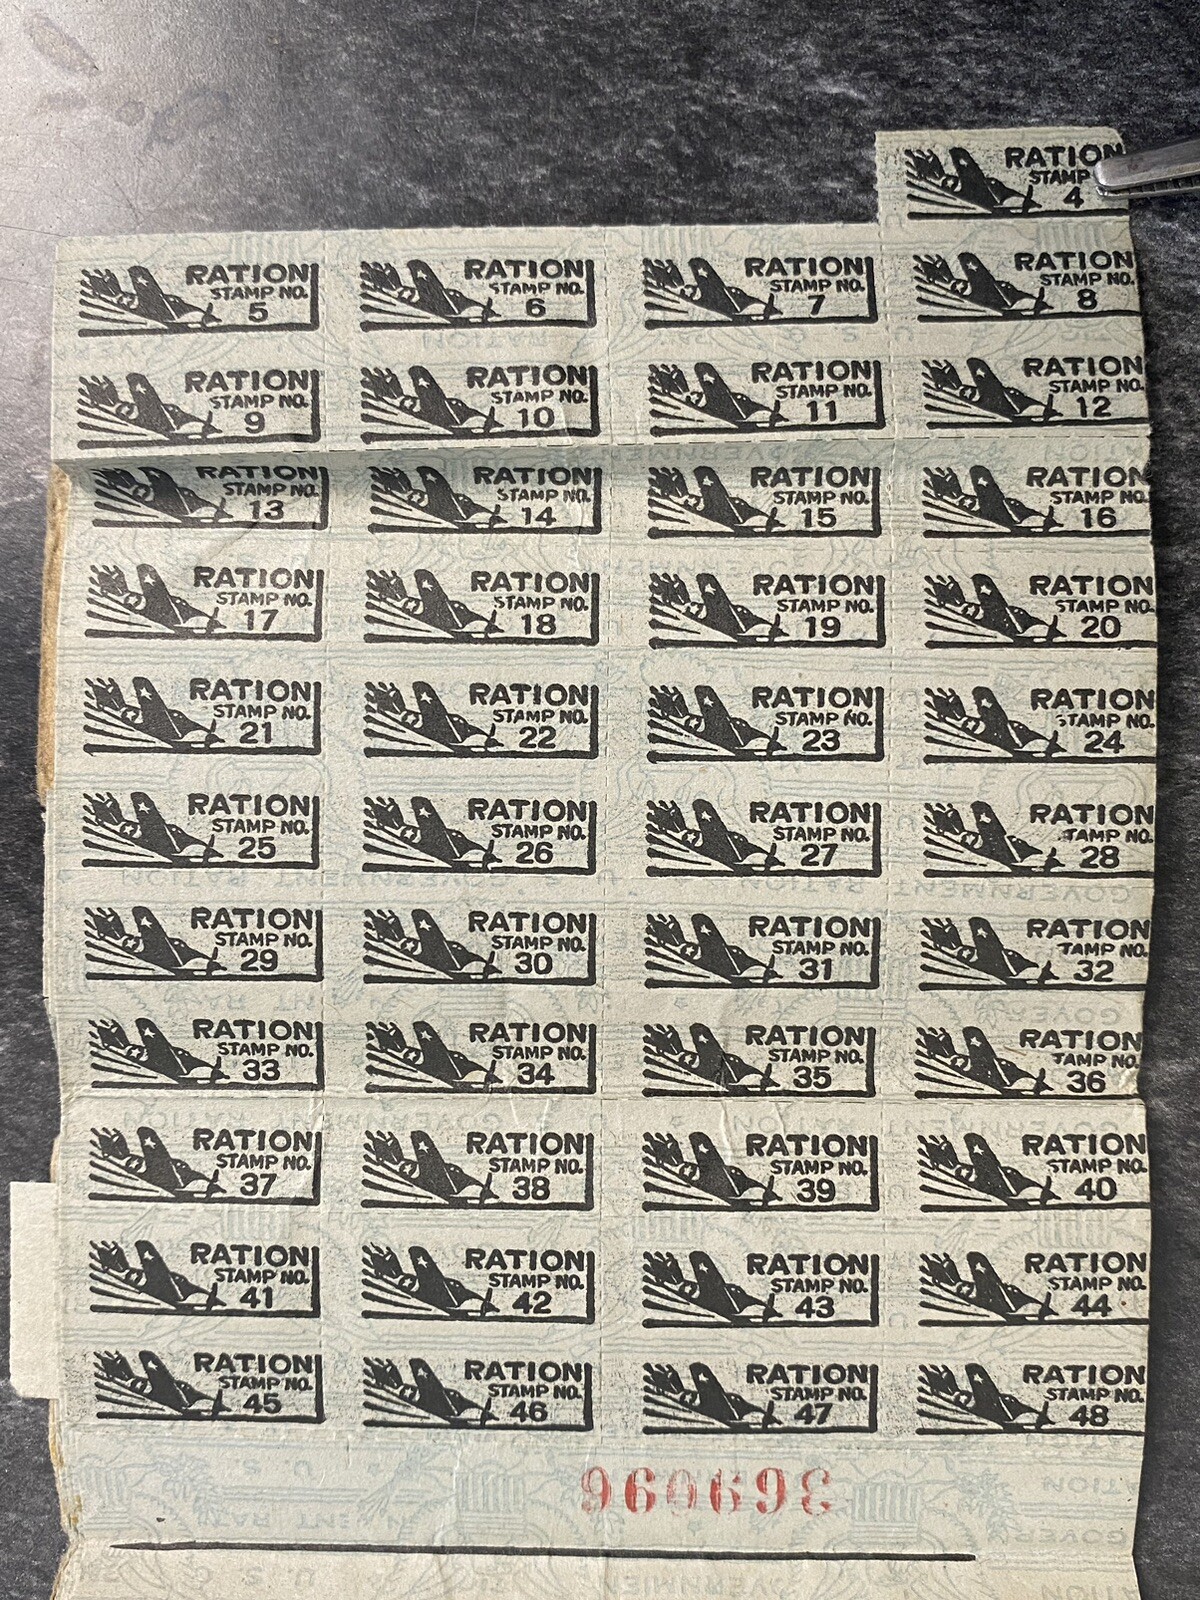 RATION
STAMP
4
RATION
STAMP NO.
5
RATION
STAMP NO.
6
RATION
STAMP NO.
7
RATION
STAMP NO.
8
RATION
STAMP NO.
9
RATION
STAMP NO.
10
RATION
STAMP NO.
11
RATION
STAMP NO.
12
RATION
STAMP NO.
13
RATION
STAMP NO.
14
RATION
STAMP NO.
15
RATION
STAMP NO.
16
RATION
STAMP NO.
17
RATION
STAMP NO.
18
RATION
STAMP NO.
19
RATION
STAMP NO.
20
RATION
STAMP NO.
21
RATION
STAMP NO.
22
RATION
STAMP NO.
23
RATION
STAMP NO.
24
RATION
STAMP NO.
25
RATION
STAMP NO.
26
RATION
STAMP NO.
27
RATION
TAMP NO.
28
RATION
STAMP NO.
29
RATION
STAMP NO.
30
RATION
STAMP NO.
31
RATION
TAMP NO.
32
RATION
STAMP NO.
33
RATION
STAMP NO.
34
RATION
STAMP NO.
35
RATION
TAMP NO.
36
RATION
STAMP NO.
37
RATION
STAMP NO.
38
RATION
STAMP NO.
39
RATION
STAMP NO.
40
RATION
STAMP NO.
41
RATION
STAMP NO.
42
RATION
STAMP NO.
43
RATION
STAMP NO.
44
RATION
STAMP NO.
45
RATION
STAMP NO.
46
RATION
STAMP NO.
47
RATION
STAMP NO.
48